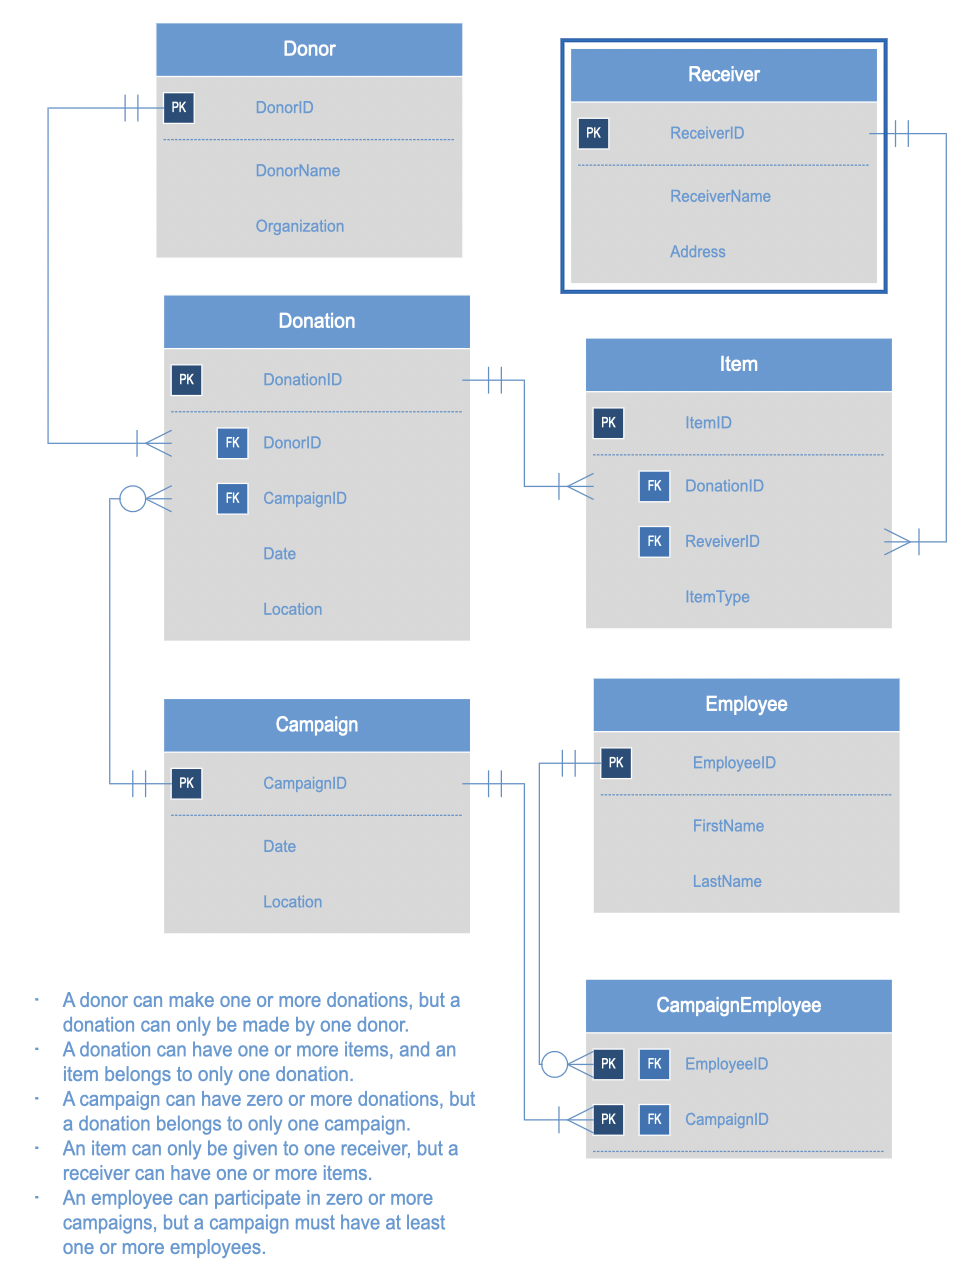 Donor
PK DonorID
DonorName
Organization
Receiver
PK ReceiverID
ReceiverName
Address
Donation
PK DonationID
FK DonorID
FK CampaignID
Date
Location
Item
PK ItemID
FK DonationID
FK ReveiverID
ItemType
Campaign
PK CampaignID
Date
Location
Employee
PK EmployeeID
FirstName
LastName
CampaignEmployee
PK FK EmployeeID
PK FK CampaignID
- A donor can make one or more donations, but a
donation can only be made by one donor.
- A donation can have one or more items, and an
item belongs to only one donation.
- A campaign can have zero or more donations, but
a donation belongs to only one campaign.
- An item can only be given to one receiver, but a
receiver can have one or more items.
- An employee can participate in zero or more
campaigns, but a campaign must have at least
one or more employees.